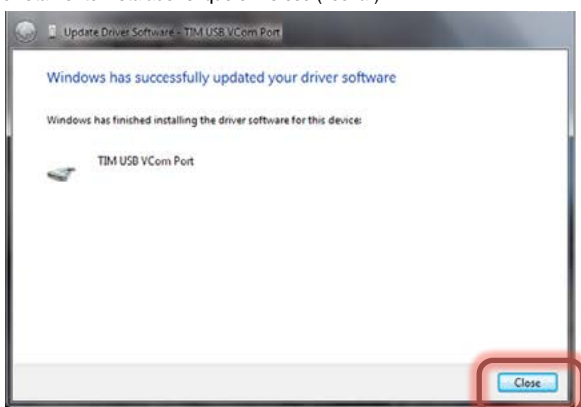 Update Driver Software - TIM USB VCom Port
Windows has successfully updated your driver software
Windows has finished installing the driver software for this device:
TIM USB VCom Port
Close